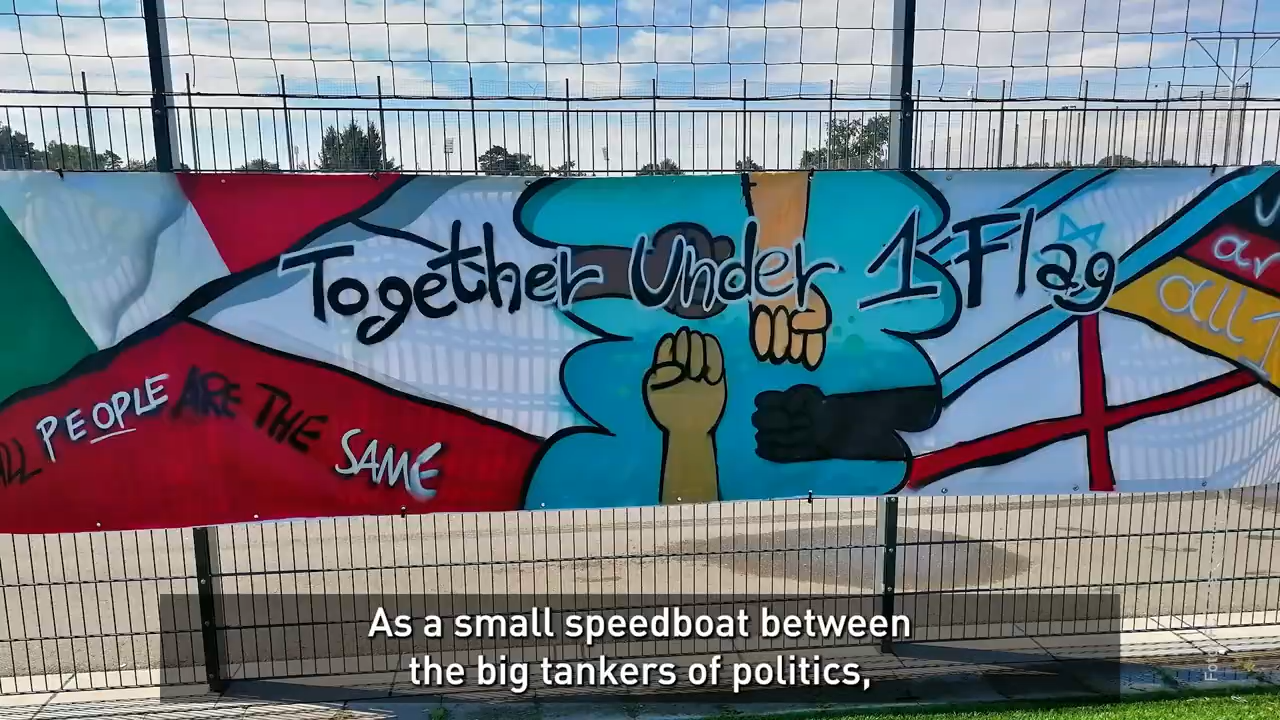 Together Under 1 Flag
PEOPLE ARE THE SAME
As a small speedboat between
the big tankers of politics,